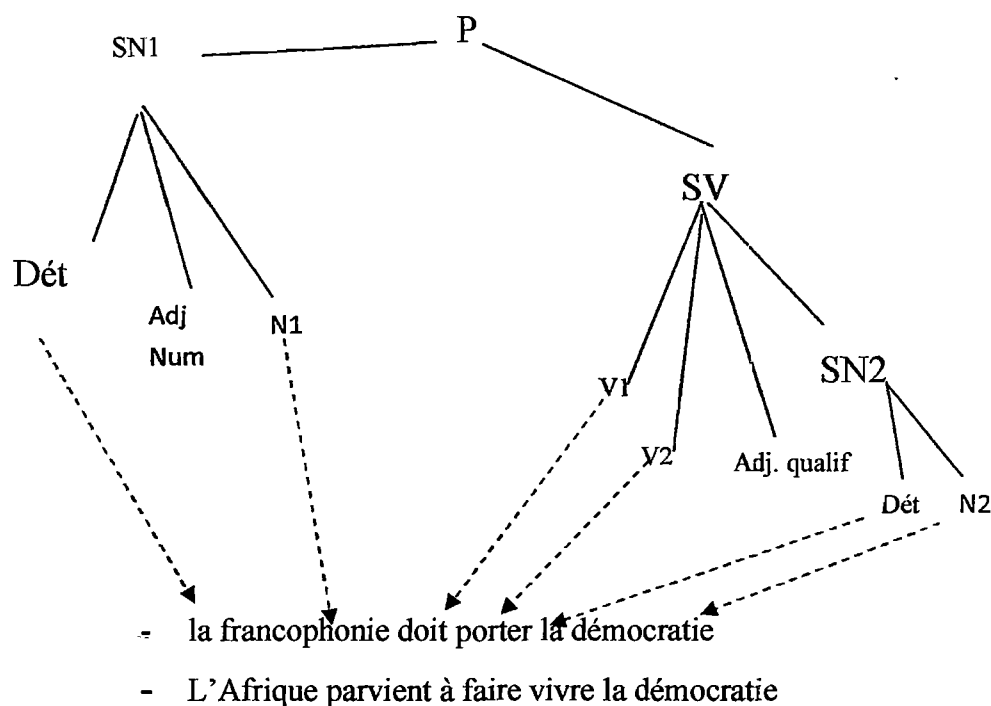 SN1 P
SV
Dét
Adj
Num
N1
SN2
V1
V2
Adj. qualif
Dét N2
- la francophonie doit porter la démocratie
- L'Afrique parvient à faire vivre la démocratie